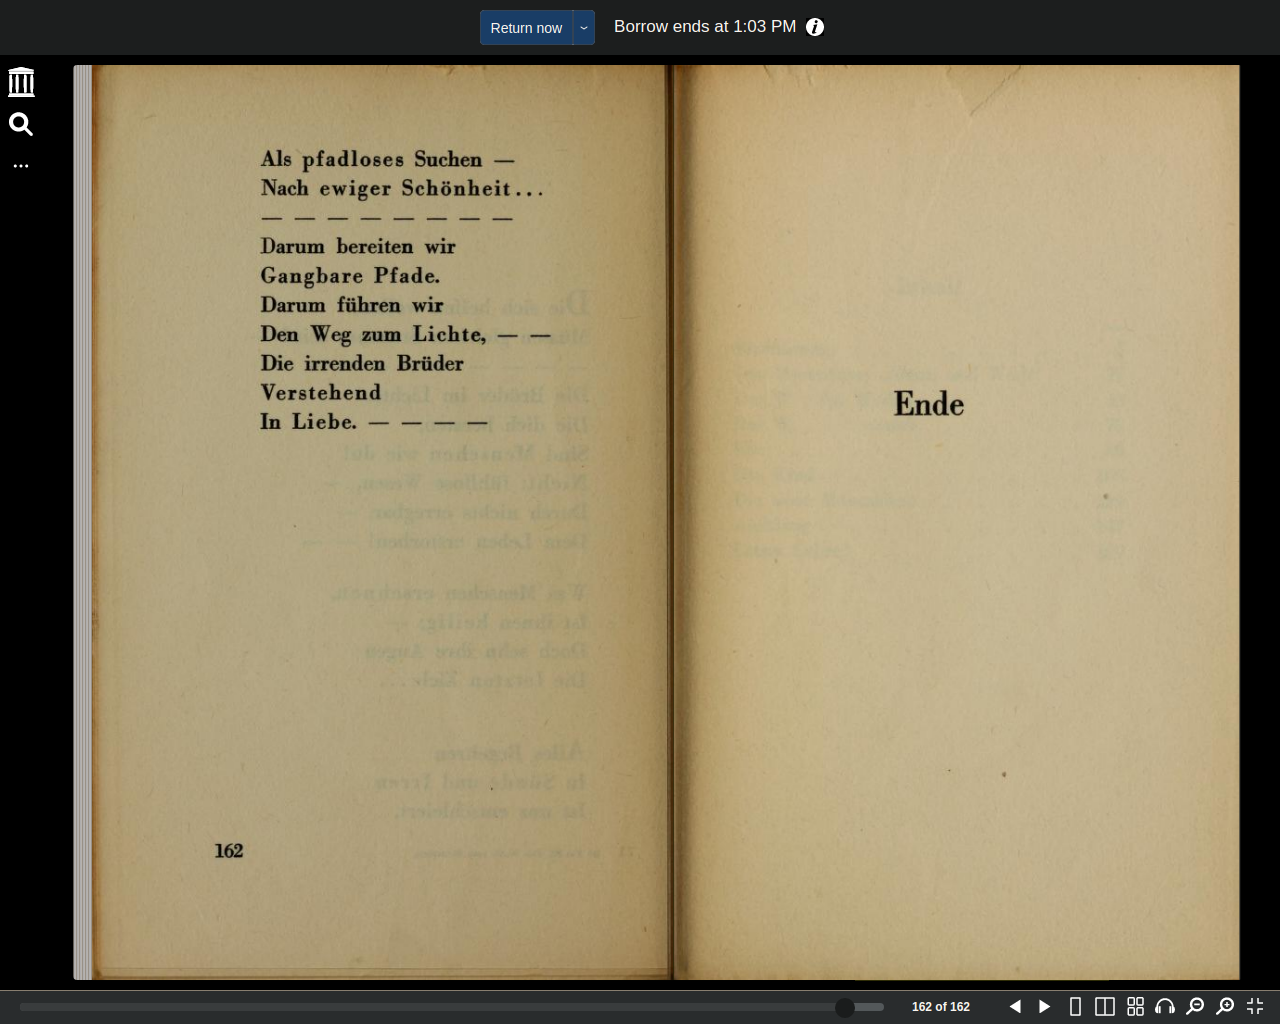 Return now
Borrow ends at 1:03 PM
Als pfadloses Suchen —
Nach ewiger Schönheit...
— — — — — — — —
Darum bereiten wir
Gangbare Pfade.
Darum führen wir
Den Weg zum Lichte, — —
Die irrenden Brüder
Verstehend
In Liebe. — — — —
162
Ende
162 of 162